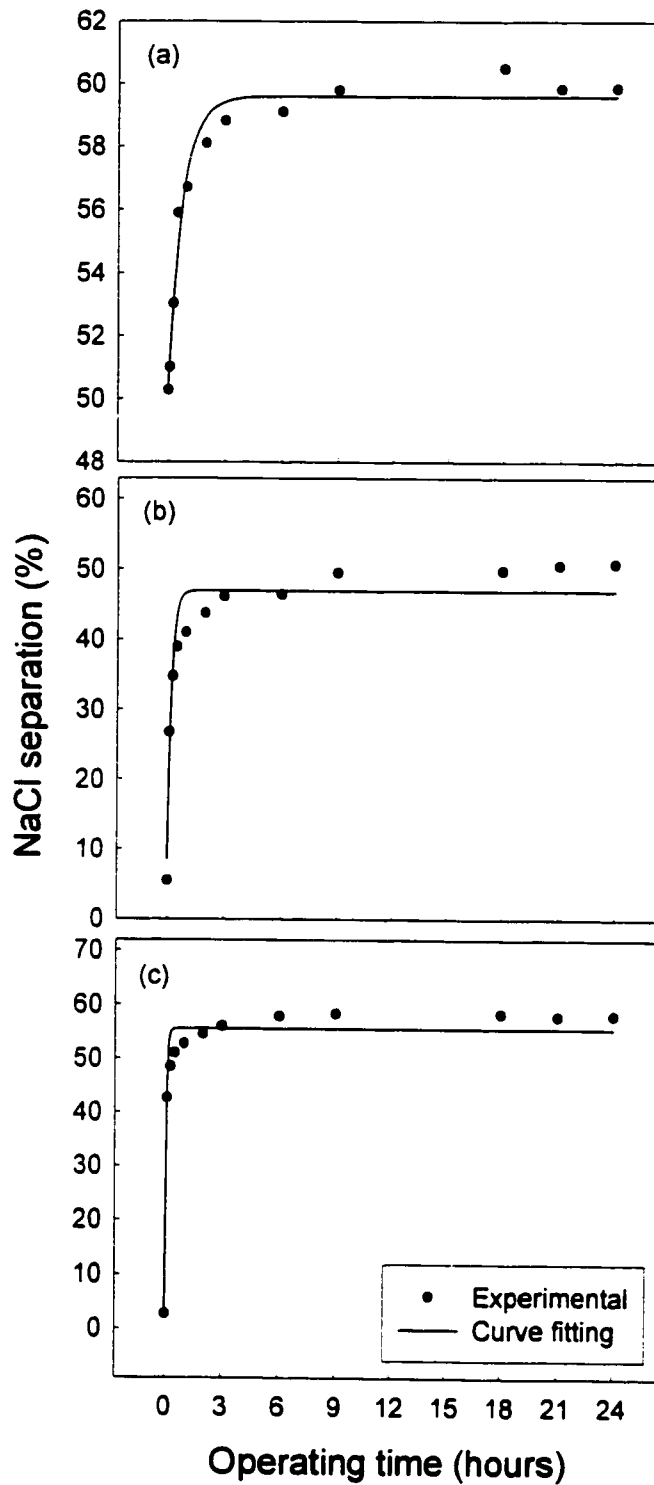 62
(a)
60
58
56
54
52
50
48
60
(b)
50
40
30
20
10
0
70
(c)
60
50
40
30
20
10
0
NaCl separation (%)
Experimental
Curve fitting
0 3 6 9 12 15 18 21 24
Operating time (hours)